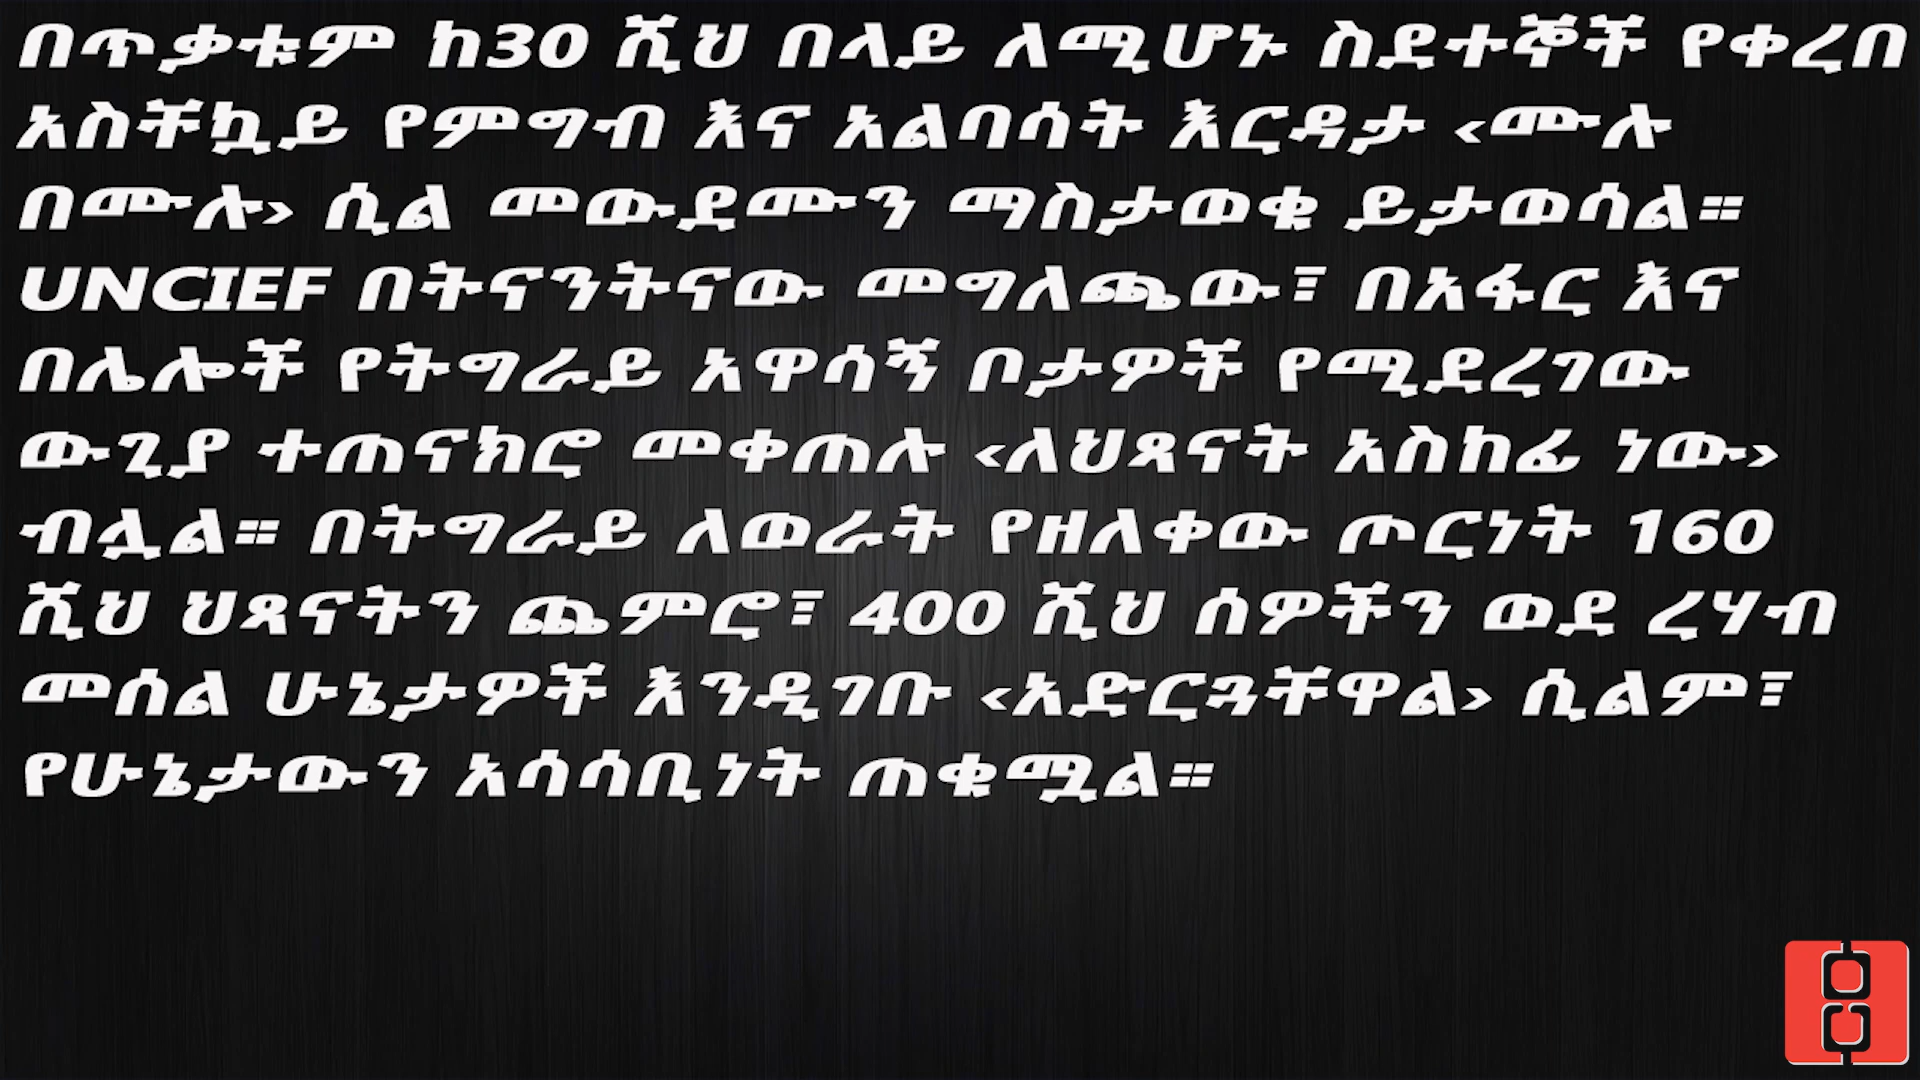 በጥቃቱም ከ30 ሺህ በላይ ለሚሆኑ ስደተኞች የቀረበ
አስቸኳይ የምግብ እና አልባሳት እርዳታ ‹ሙሉ
በሙሉ› ሲል መውደሙን ማስታወቁ ይታወሳል።
UNCIEF በትናንትናው መግለጫው፣ በአፋር እና
በሌሎች የትግራይ አዋሳኝ ቦታዎች የሚደረገው
ውጊያ ተጠናክሮ መቀጠሉ ‹ለህጻናት አስከፊ ነው›
ብሏል። በትግራይ ለወራት የዘለቀው ጦርነት 160
ሺህ ህጻናትን ጨምሮ፣ 400 ሺህ ሰዎችን ወደ ረሃብ
መሰል ሁኔታዎች እንዲገቡ ‹አድርጓቸዋል› ሲልም፣
የሁኔታውን አሳሳቢነት ጠቁሟል።